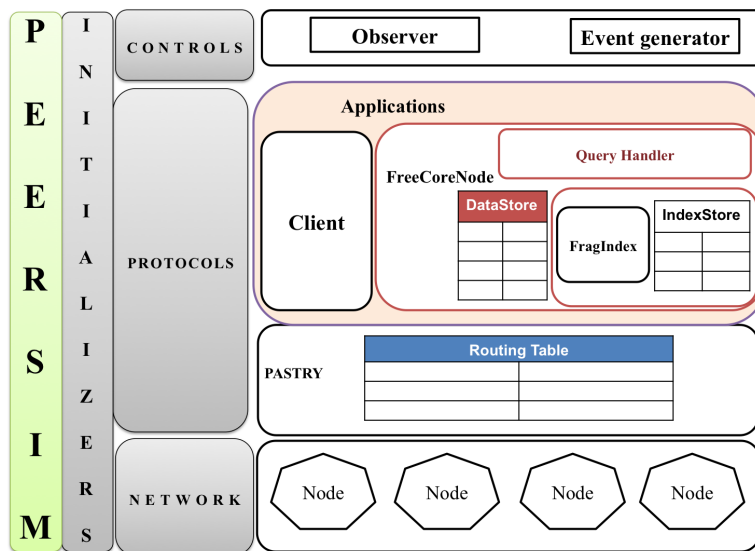 PEERSIM
INITIALIZERS
CONTROLS
Observer
Event generator
PROTOCOLS
Applications
Client
FreeCoreNode
Query Handler
DataStore
FragIndex
IndexStore
PASTRY
Routing Table
NETWORK
Node
Node
Node
Node